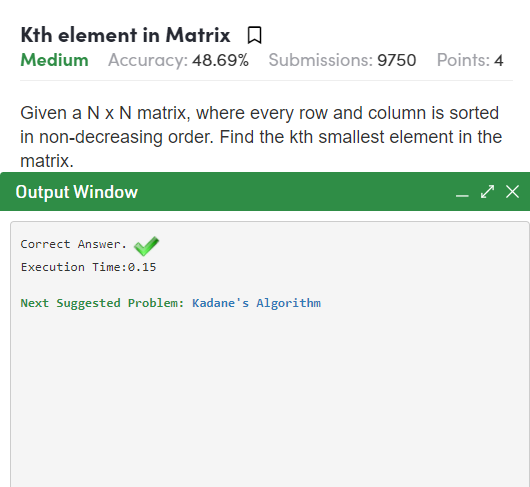 Kth element in Matrix
Medium Accuracy: 48.69% Submissions: 9750 Points: 4
Given a N x N matrix, where every row and column is sorted
in non-decreasing order. Find the kth smallest element in the
matrix.
Output Window
Correct Answer.
Execution Time:0.15
Next Suggested Problem: Kadane's Algorithm